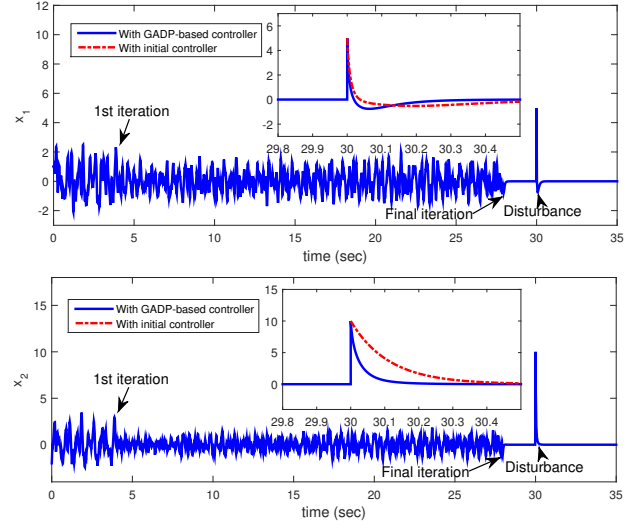 12
10
8
6
4
2
0
-2
x1
With GADP-based controller
With initial controller
1st iteration
6
4
2
0
-2
29.8 29.9 30 30.1 30.2 30.3 30.4
Final iteration
Disturbance
0 5 10 15 20 25 30 35
time (sec)
15
10
5
0
x2
With GADP-based controller
With initial controller
1st iteration
15
10
5
0
29.8 29.9 30 30.1 30.2 30.3 30.4
Final iteration
Disturbance
0 5 10 15 20 25 30 35
time (sec)